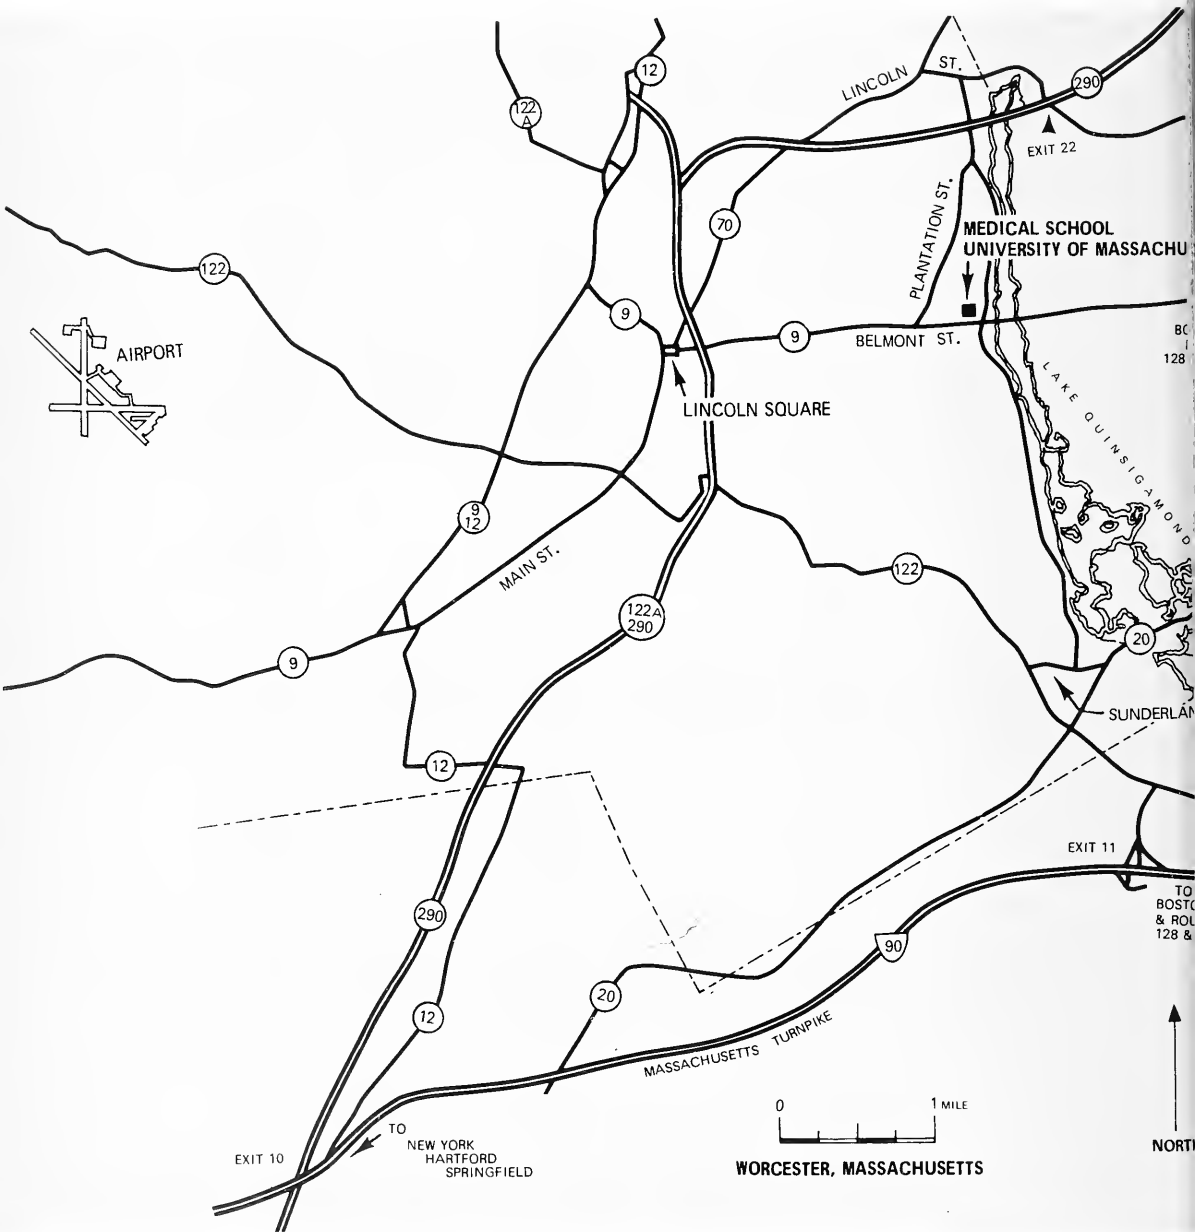 12
122
A
LINCOLN ST.
290
EXIT 22
70
PLANTATION ST.
MEDICAL SCHOOL
UNIVERSITY OF MASSACHU
122
AIRPORT
9
9
BELMONT ST.
128
LINCOLN SQUARE
LAKE QUINSIGAMOND
9
12
MAIN ST.
122
122A
290
20
9
SUNDERLAN
12
EXIT 11
TO
BOSTO
& ROU
128 &
290
90
20
12
MASSACHUSETTS TURNPIKE
0 1 MILE
TO
NEW YORK
HARTFORD
SPRINGFIELD
EXIT 10
NORTH
WORCESTER, MASSACHUSETTS